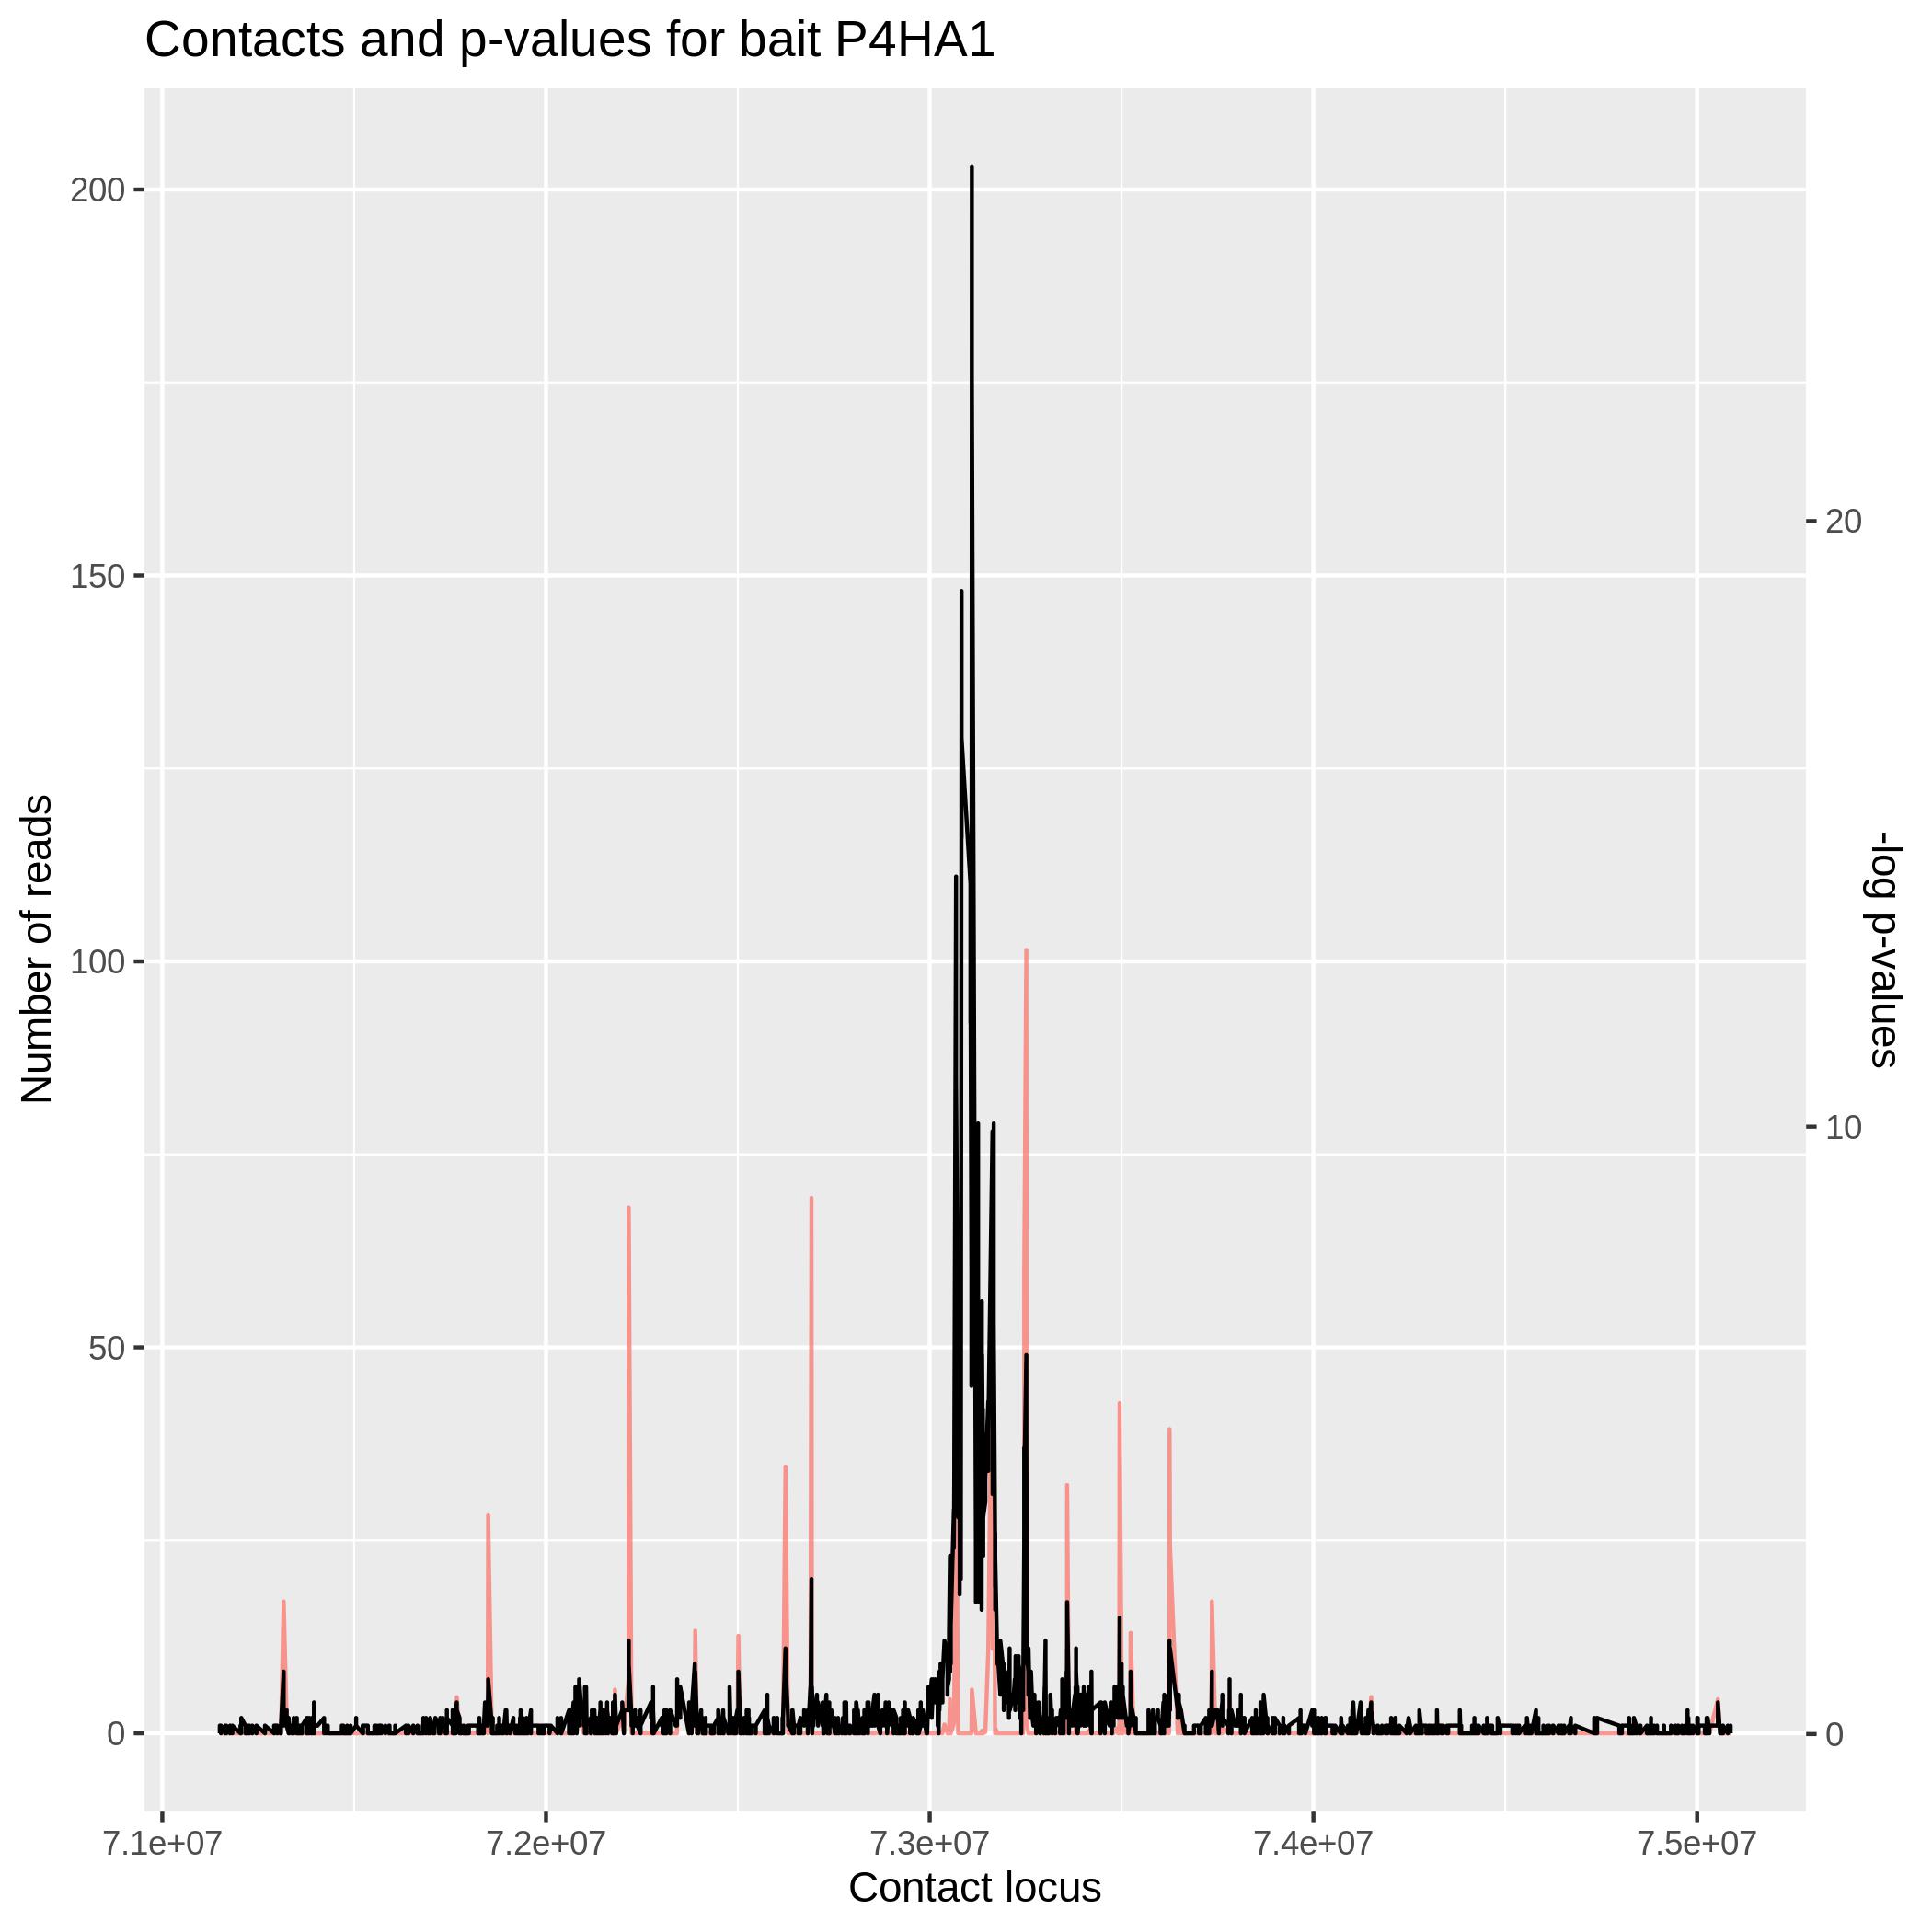 Contacts and p-values for bait P4HA1
200
150
100
50
0
Number of reads
20
10
0
-log p-values
7.1e+07
7.2e+07
7.3e+07
7.4e+07
7.5e+07
Contact locus